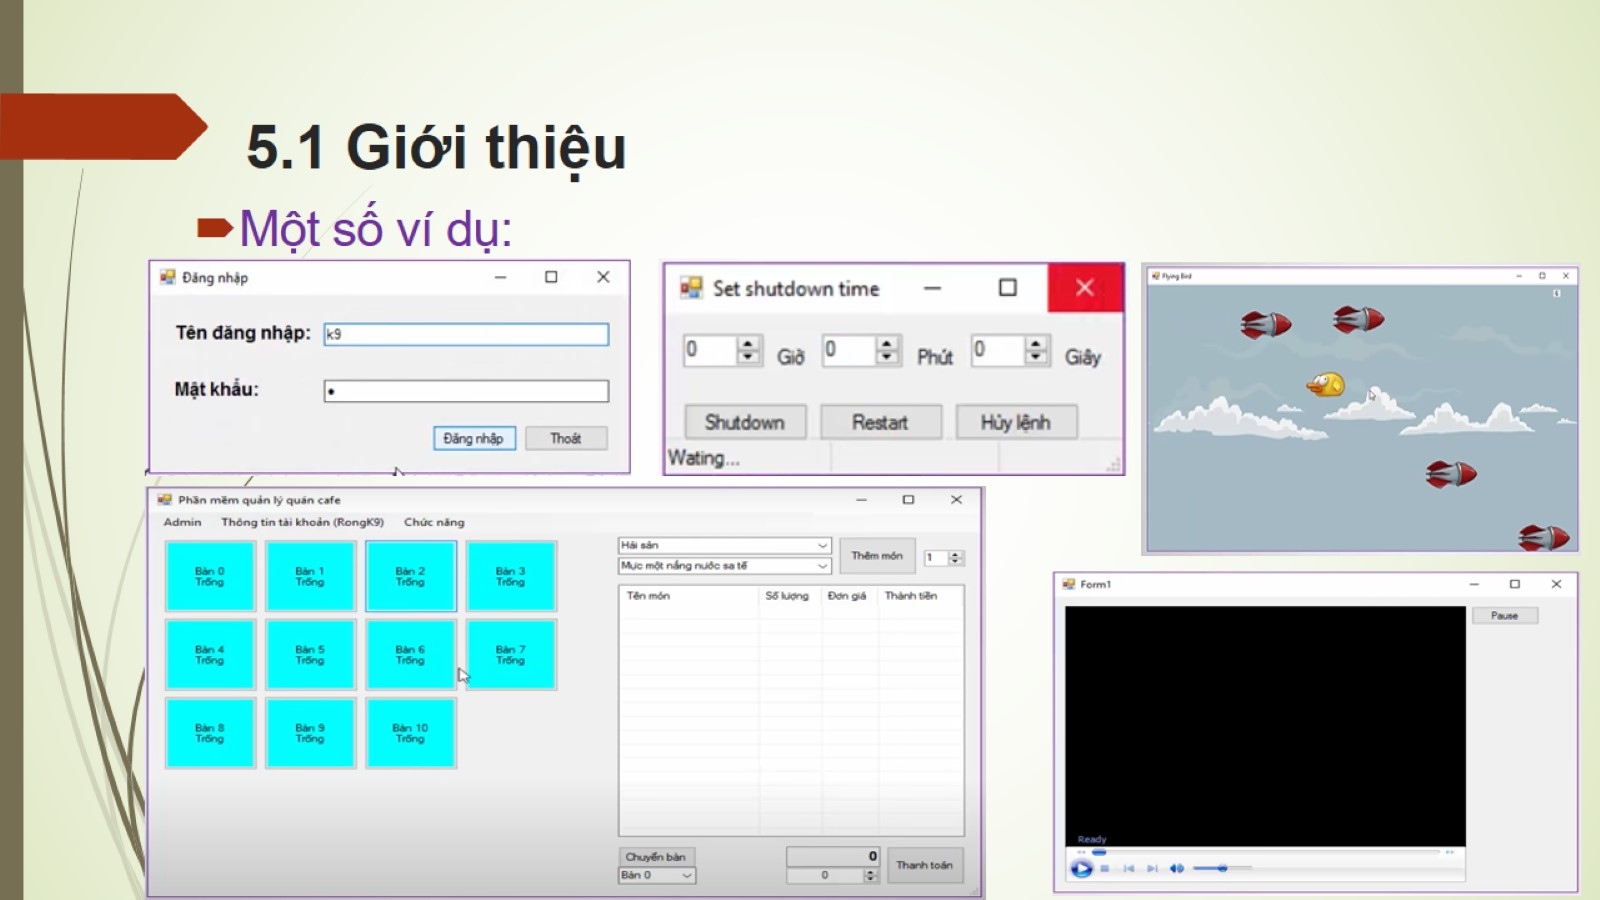 5.1 Giới thiệu
Một số ví dụ:
Đăng nhập
Tên đăng nhập: k9
Mật khẩu:
Đăng nhập Thoát
Set shutdown time
0 Giờ 0 Phút 0 Giây
Shutdown Restart Hủy lệnh
Wating...
Flying Bird
Phần mềm quản lý quán cafe
Admin Thông tin tài khoản (RongK9) Chức năng
Bàn 0 Trống
Bàn 1 Trống
Bàn 2 Trống
Bàn 3 Trống
Bàn 4 Trống
Bàn 5 Trống
Bàn 6 Trống
Bàn 7 Trống
Bàn 8 Trống
Bàn 9 Trống
Bàn 10 Trống
Hải sản
Mực một nắng nước sa tế
Thêm món 1
Tên món Số lượng Đơn giá Thành tiền
Chuyển bàn
Bàn 0
0
0
Thanh toán
Form1
Pause
Ready